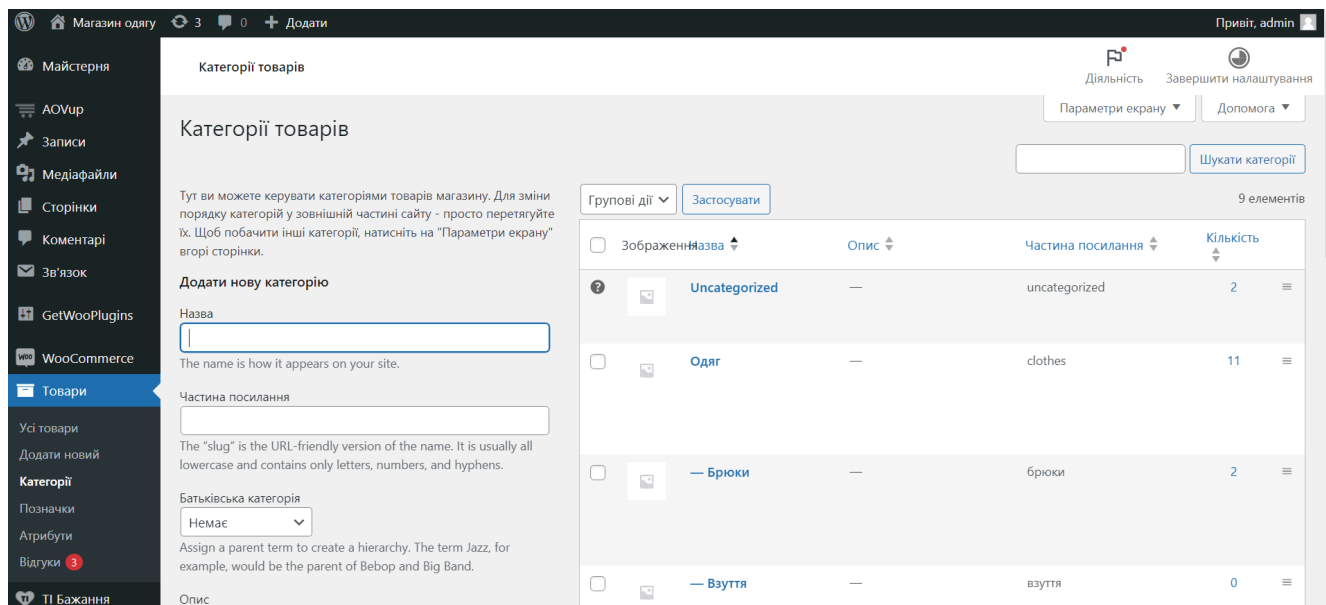 Магазин одягу 3 0 Додати Привіт, admin
Майстерня
AOVup
Записи
Медіафайли
Сторінки
Коментарі
Зв'язок
GetWooPlugins
WooCommerce
Товари
Усі товари
Додати новий
Категорії
Позначки
Атрибути
Відгуки 3
TI Бажання
Категорії товарів
Діяльність Завершити налаштування
Параметри екрану Допомога
Категорії товарів
Шукати категорії
Тут ви можете керувати категоріями товарів магазину. Для зміни
порядку категорій у зовнішній частині сайту - просто перетягуйте
їх. Щоб побачити інші категорії, натисніть на "Параметри екрану"
вгорі сторінки.
Додати нову категорію
Назва
The name is how it appears on your site.
Частина посилання
The "slug" is the URL-friendly version of the name. It is usually all
lowercase and contains only letters, numbers, and hyphens.
Батьківська категорія
Немає
Assign a parent term to create a hierarchy. The term Jazz, for
example, would be the parent of Bebop and Big Band.
Опис
Групові дії Застосувати 9 елементів
Зображення Назва Опис Частина посилання Кількість
Uncategorized — uncategorized 2
Одяг — clothes 11
— Брюки — брюки 2
— Взуття — взуття 0